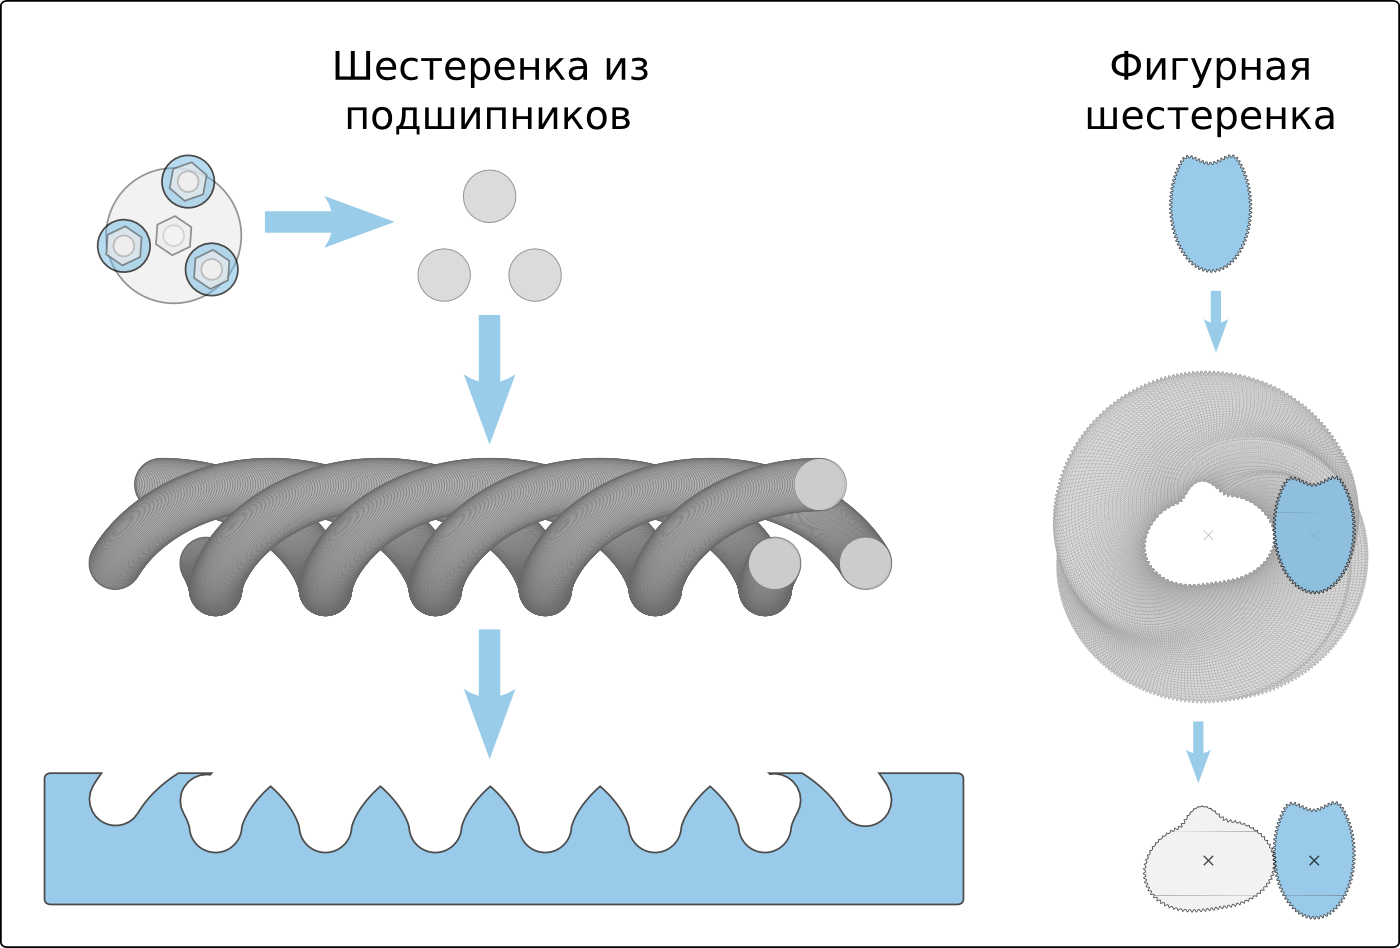 Шестеренка из
подшипников
Фигурная
шестеренка